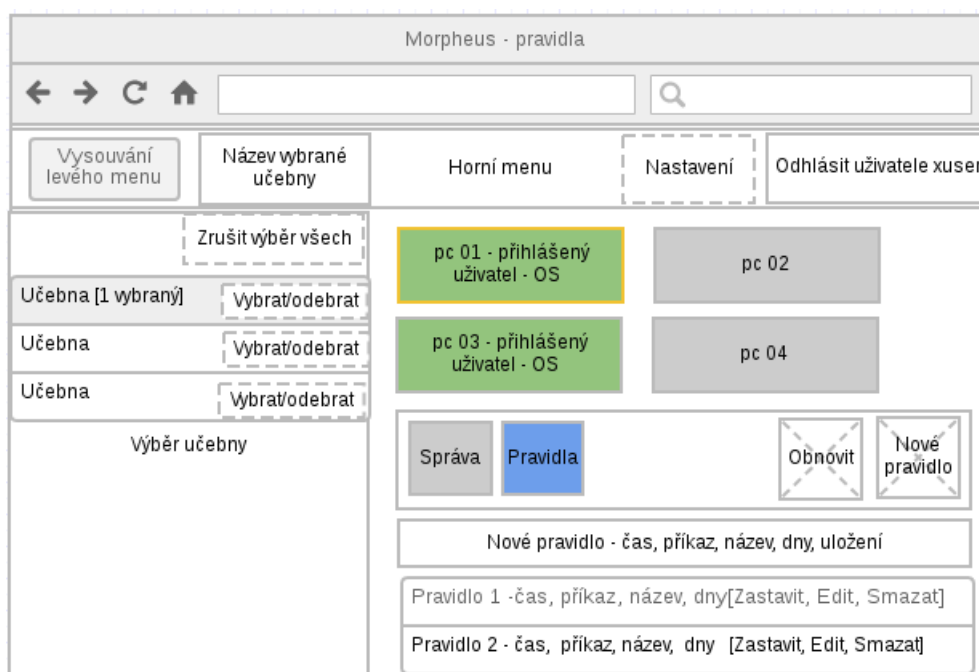 Morpheus - pravidla
Vysouvání
levého menu
Název vybrané
učebny
Horní menu
Nastavení
Odhlásit uživatele xuser
Zrušit výběr všech
Učebna [1 vybraný]
Vybrat/odebrat
Učebna
Vybrat/odebrat
Učebna
Vybrat/odebrat
Výběr učebny
pc 01 - přihlášený
uživatel - OS
pc 02
pc 03 - přihlášený
uživatel - OS
pc 04
Správa
Pravidla
Obnovit
Nové
pravidlo
Nové pravidlo - čas, příkaz, název, dny, uložení
Pravidlo 1 -čas, příkaz, název, dny[Zastavit, Edit, Smazat]
Pravidlo 2 - čas, příkaz, název, dny [Zastavit, Edit, Smazat]